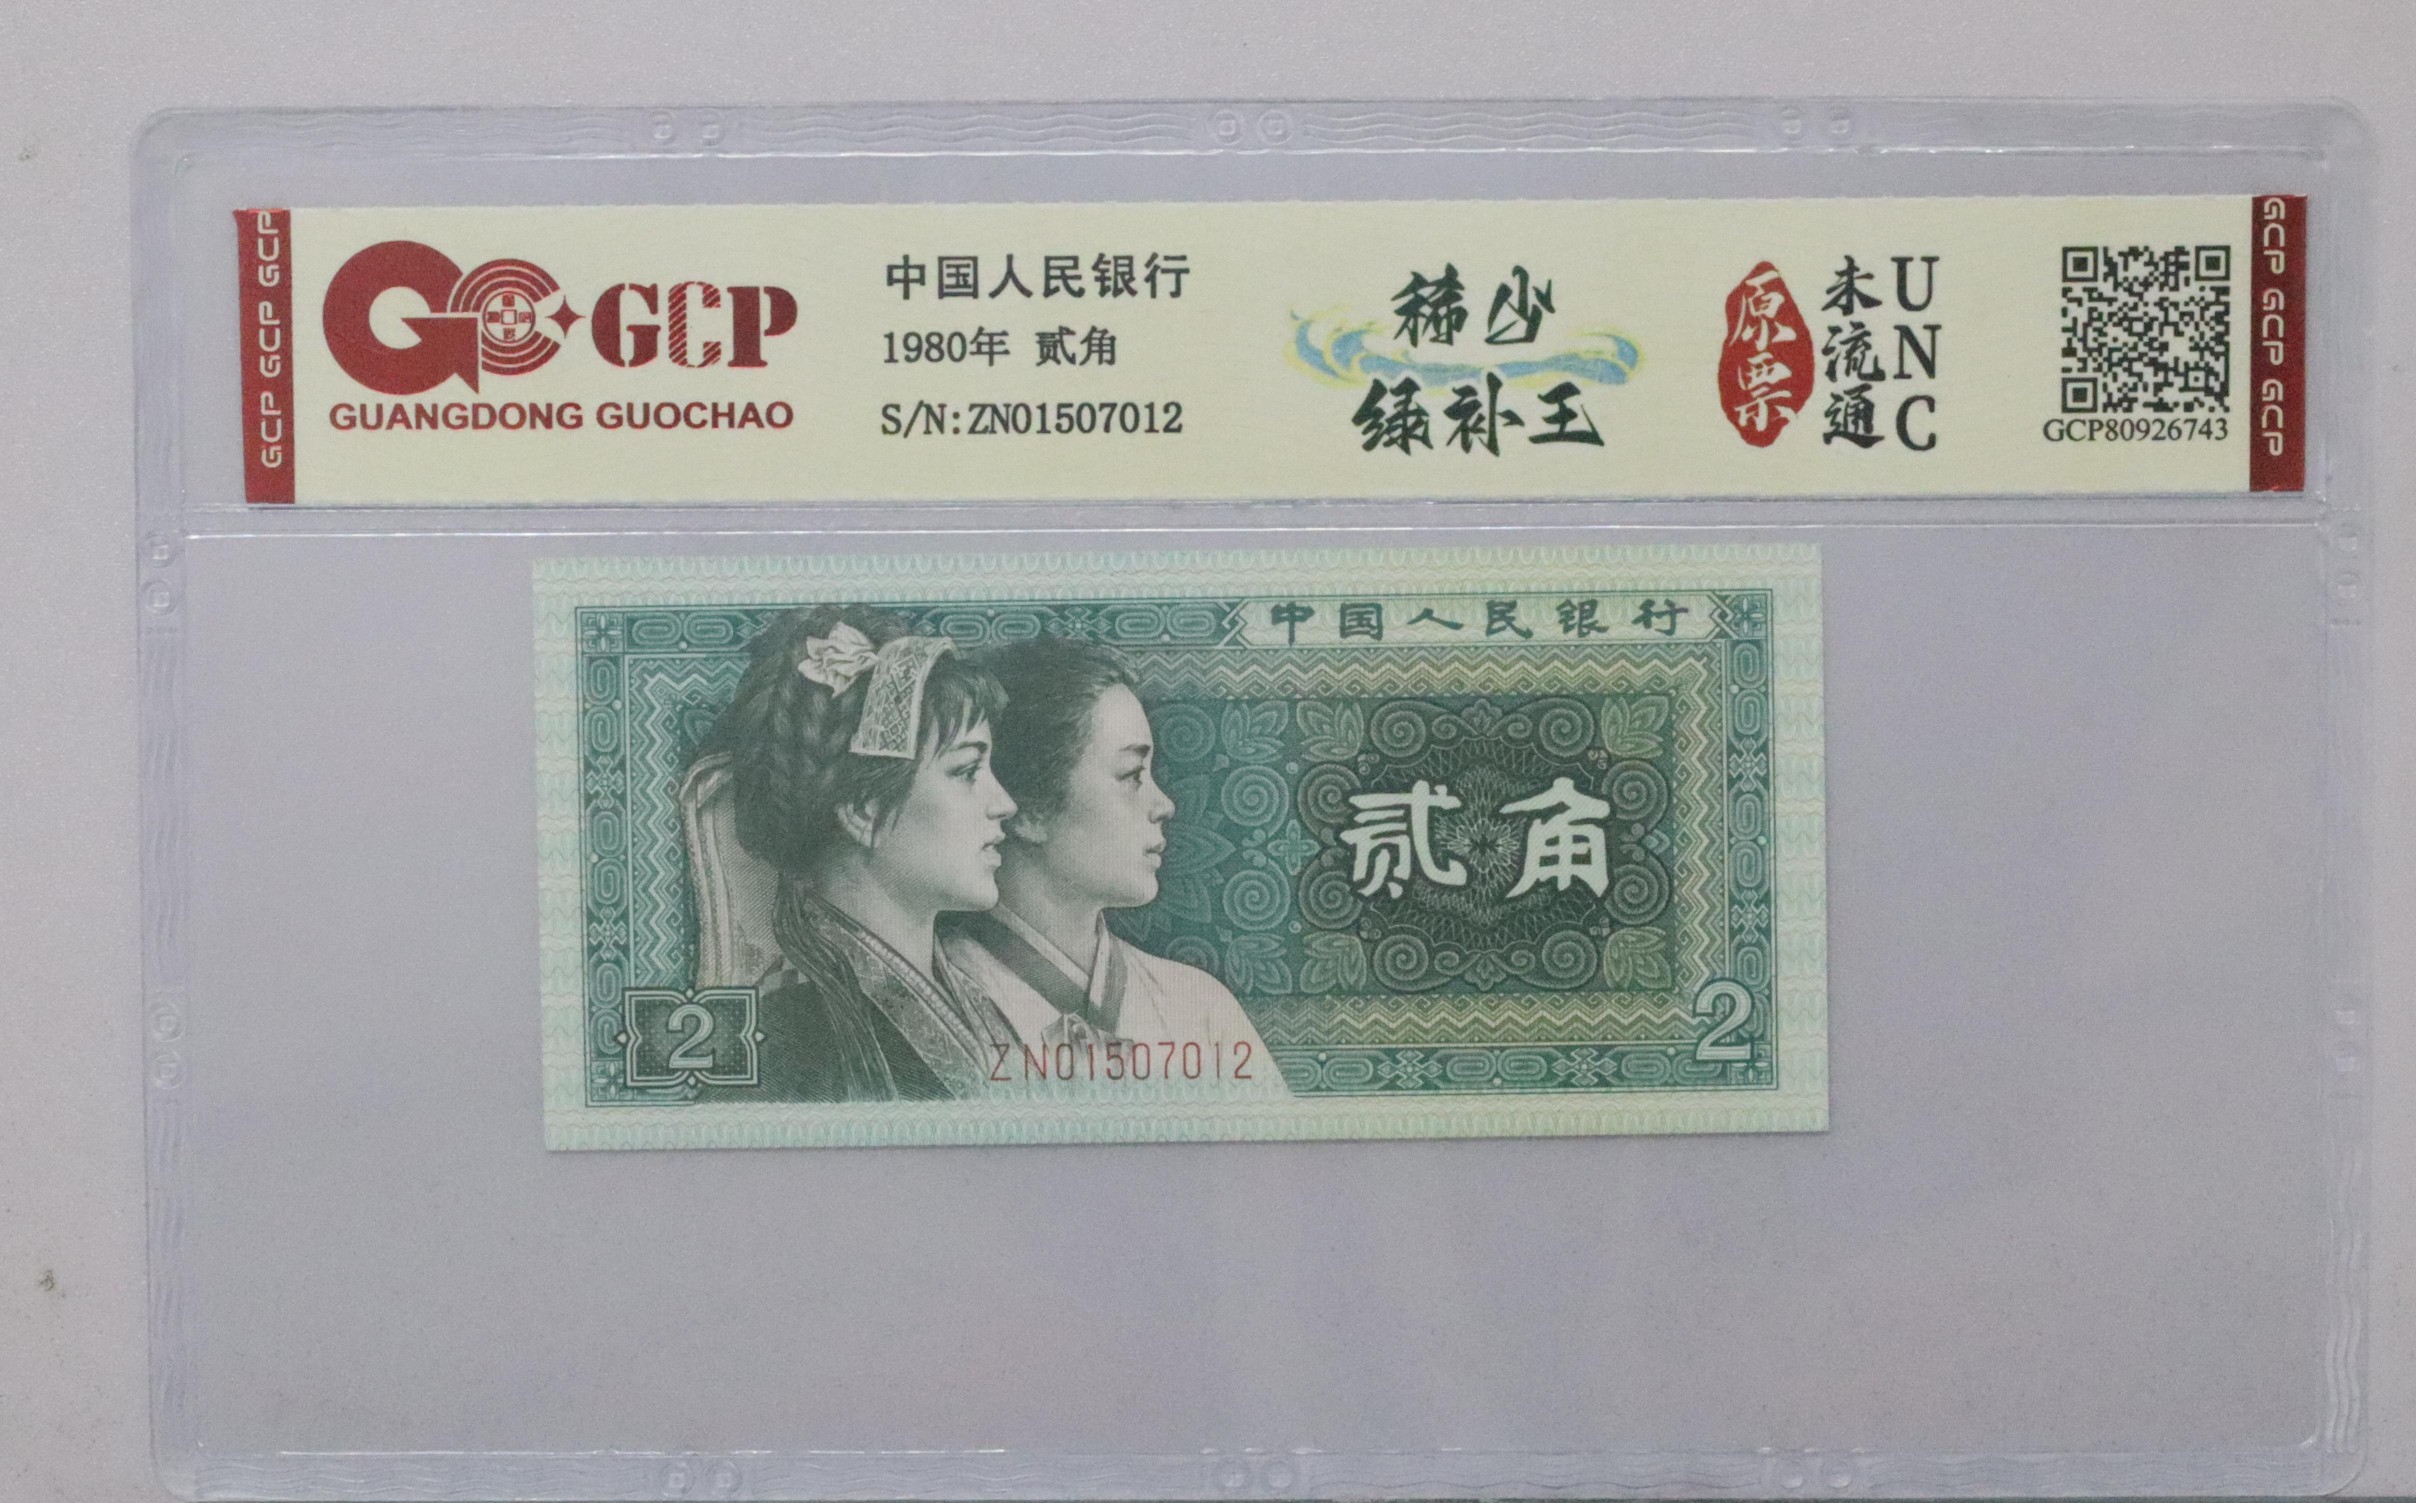 GCP GCP GCP
GCP
GUANGDONG GUOCHAO
中国人民银行
1980年 贰角
S/N:ZN01507012
稀少
绿补王
原票
未流通
UNC
GCP80926743
GCP GCP GCP
中国人民银行
贰角
2
ZN01507012
2